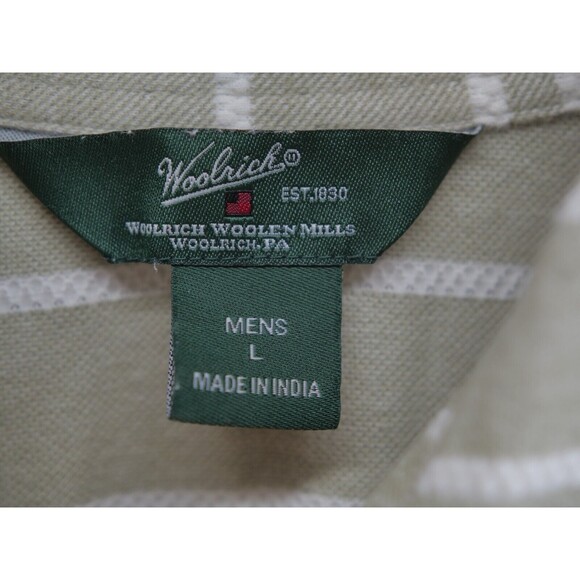 Woolrich ®
EST.1830
WOOLRICH WOOLEN MILLS
WOOLRICH, PA
MENS
L
MADE IN INDIA